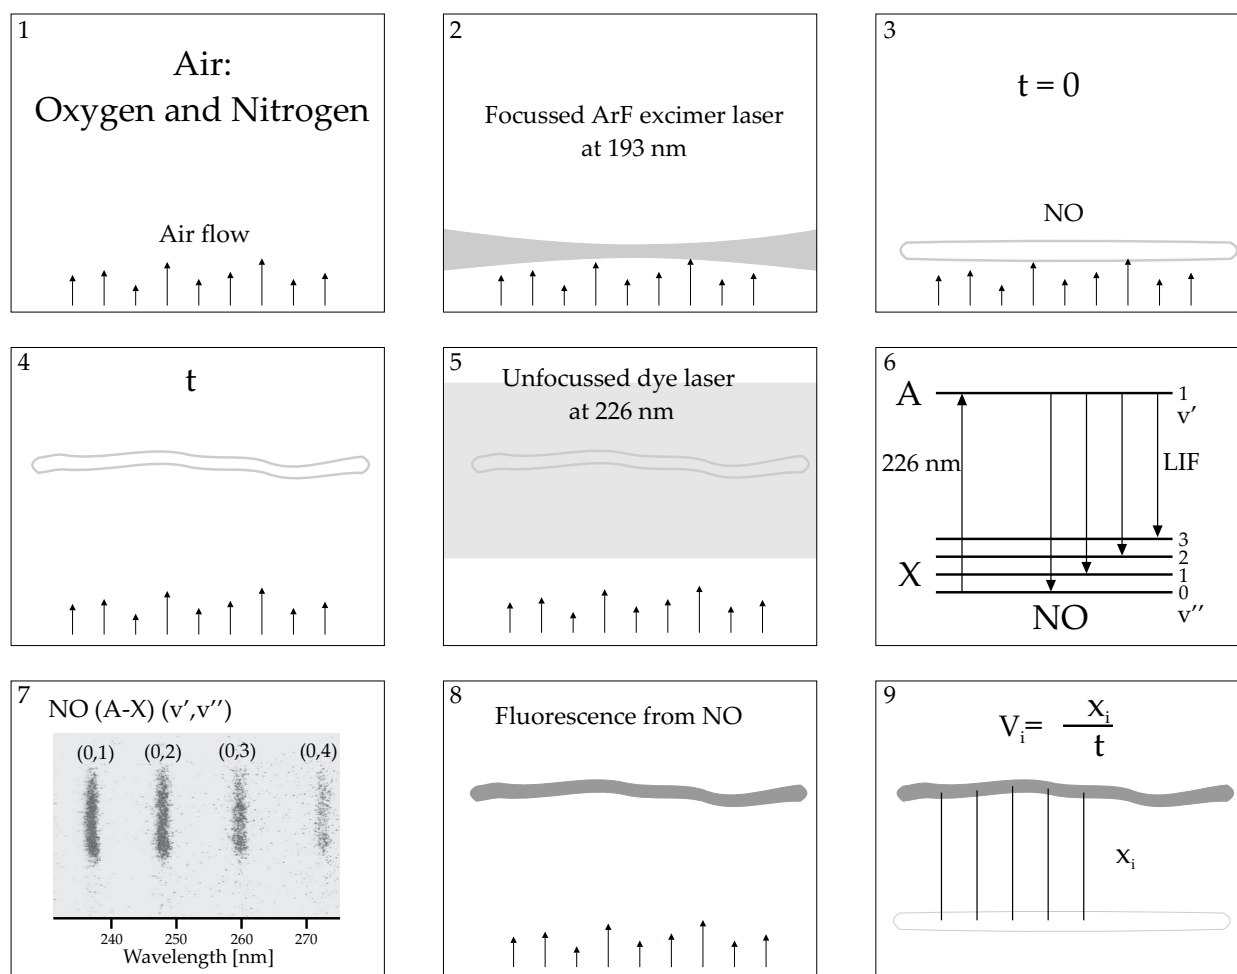 1
Air:
Oxygen and Nitrogen
Air flow
2
Focussed ArF excimer laser
at 193 nm
3
t = 0
NO
4
t
5
Unfocussed dye laser
at 226 nm
6
A
1
v'
226 nm
LIF
3
2
X
1
0
NO
v''
7
NO (A-X) (v',v'')
(0,1) (0,2) (0,3) (0,4)
240 250 260 270
Wavelength [nm]
8
Fluorescence from NO
9
V_i= x_i
t
x_i